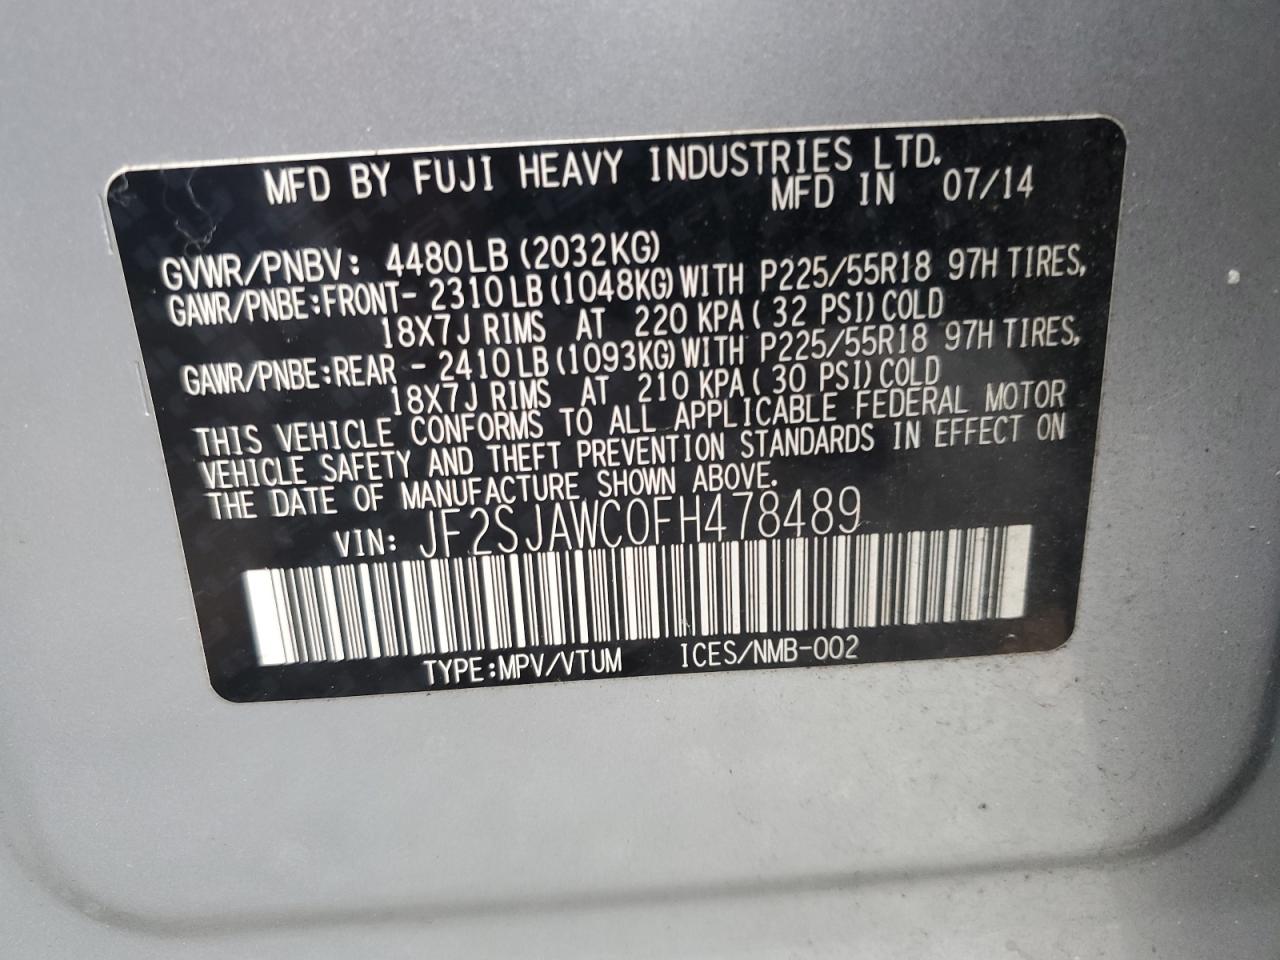 MFD BY FUJI HEAVY INDUSTRIES LTD.
MFD IN 07/14
GVWR/PNBV: 4480LB (2032KG)
GAWR/PNBE:FRONT- 2310LB (1048KG) WITH P225/55R18 97H TIRES,
18X7J RIMS AT 220 KPA ( 32 PSI) COLD
GAWR/PNBE:REAR - 2410LB (1093KG) WITH P225/55R18 97H TIRES,
18X7J RIMS AT 210 KPA ( 30 PSI) COLD
THIS VEHICLE CONFORMS TO ALL APPLICABLE FEDERAL MOTOR
VEHICLE SAFETY AND THEFT PREVENTION STANDARDS IN EFFECT ON
THE DATE OF MANUFACTURE SHOWN ABOVE.
VIN: JF2SJAWC0FH478489
TYPE:MPV/VTUM ICES/NMB-002